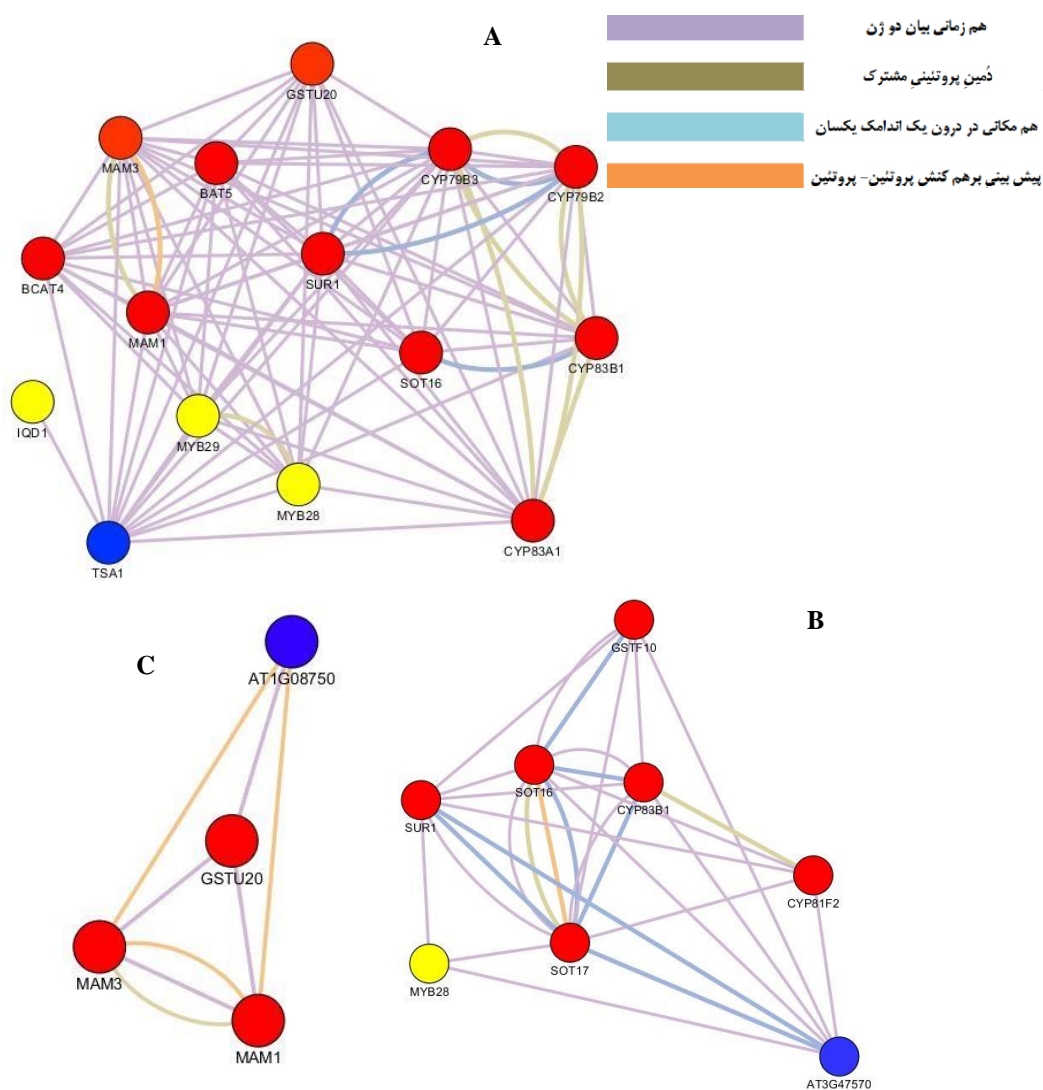 A
هم زمانی بیان دو ژن
دُمینِ پروتئینیِ مشترک
هم مکانی در درون یک اندامک یکسان
پیش بینی برهم کنش پروتئین- پروتئین
GSTU20
MAM3
BAT5
CYP79B3
CYP79B2
BCAT4
SUR1
MAM1
SOT16
CYP83B1
IQD1
MYB29
MYB28
CYP83A1
TSA1
C
AT1G08750
GSTU20
MAM3
MAM1
B
GSTF10
SOT16
CYP83B1
SUR1
CYP81F2
SOT17
MYB28
AT3G47570